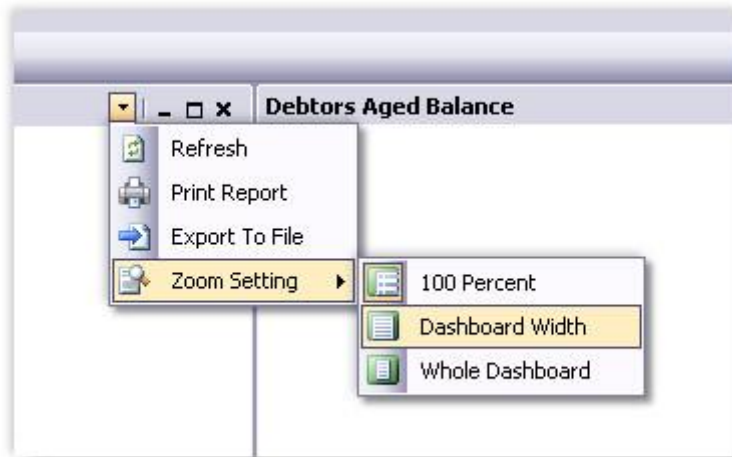 Debtors Aged Balance
Refresh
Print Report
Export To File
Zoom Setting
100 Percent
Dashboard Width
Whole Dashboard